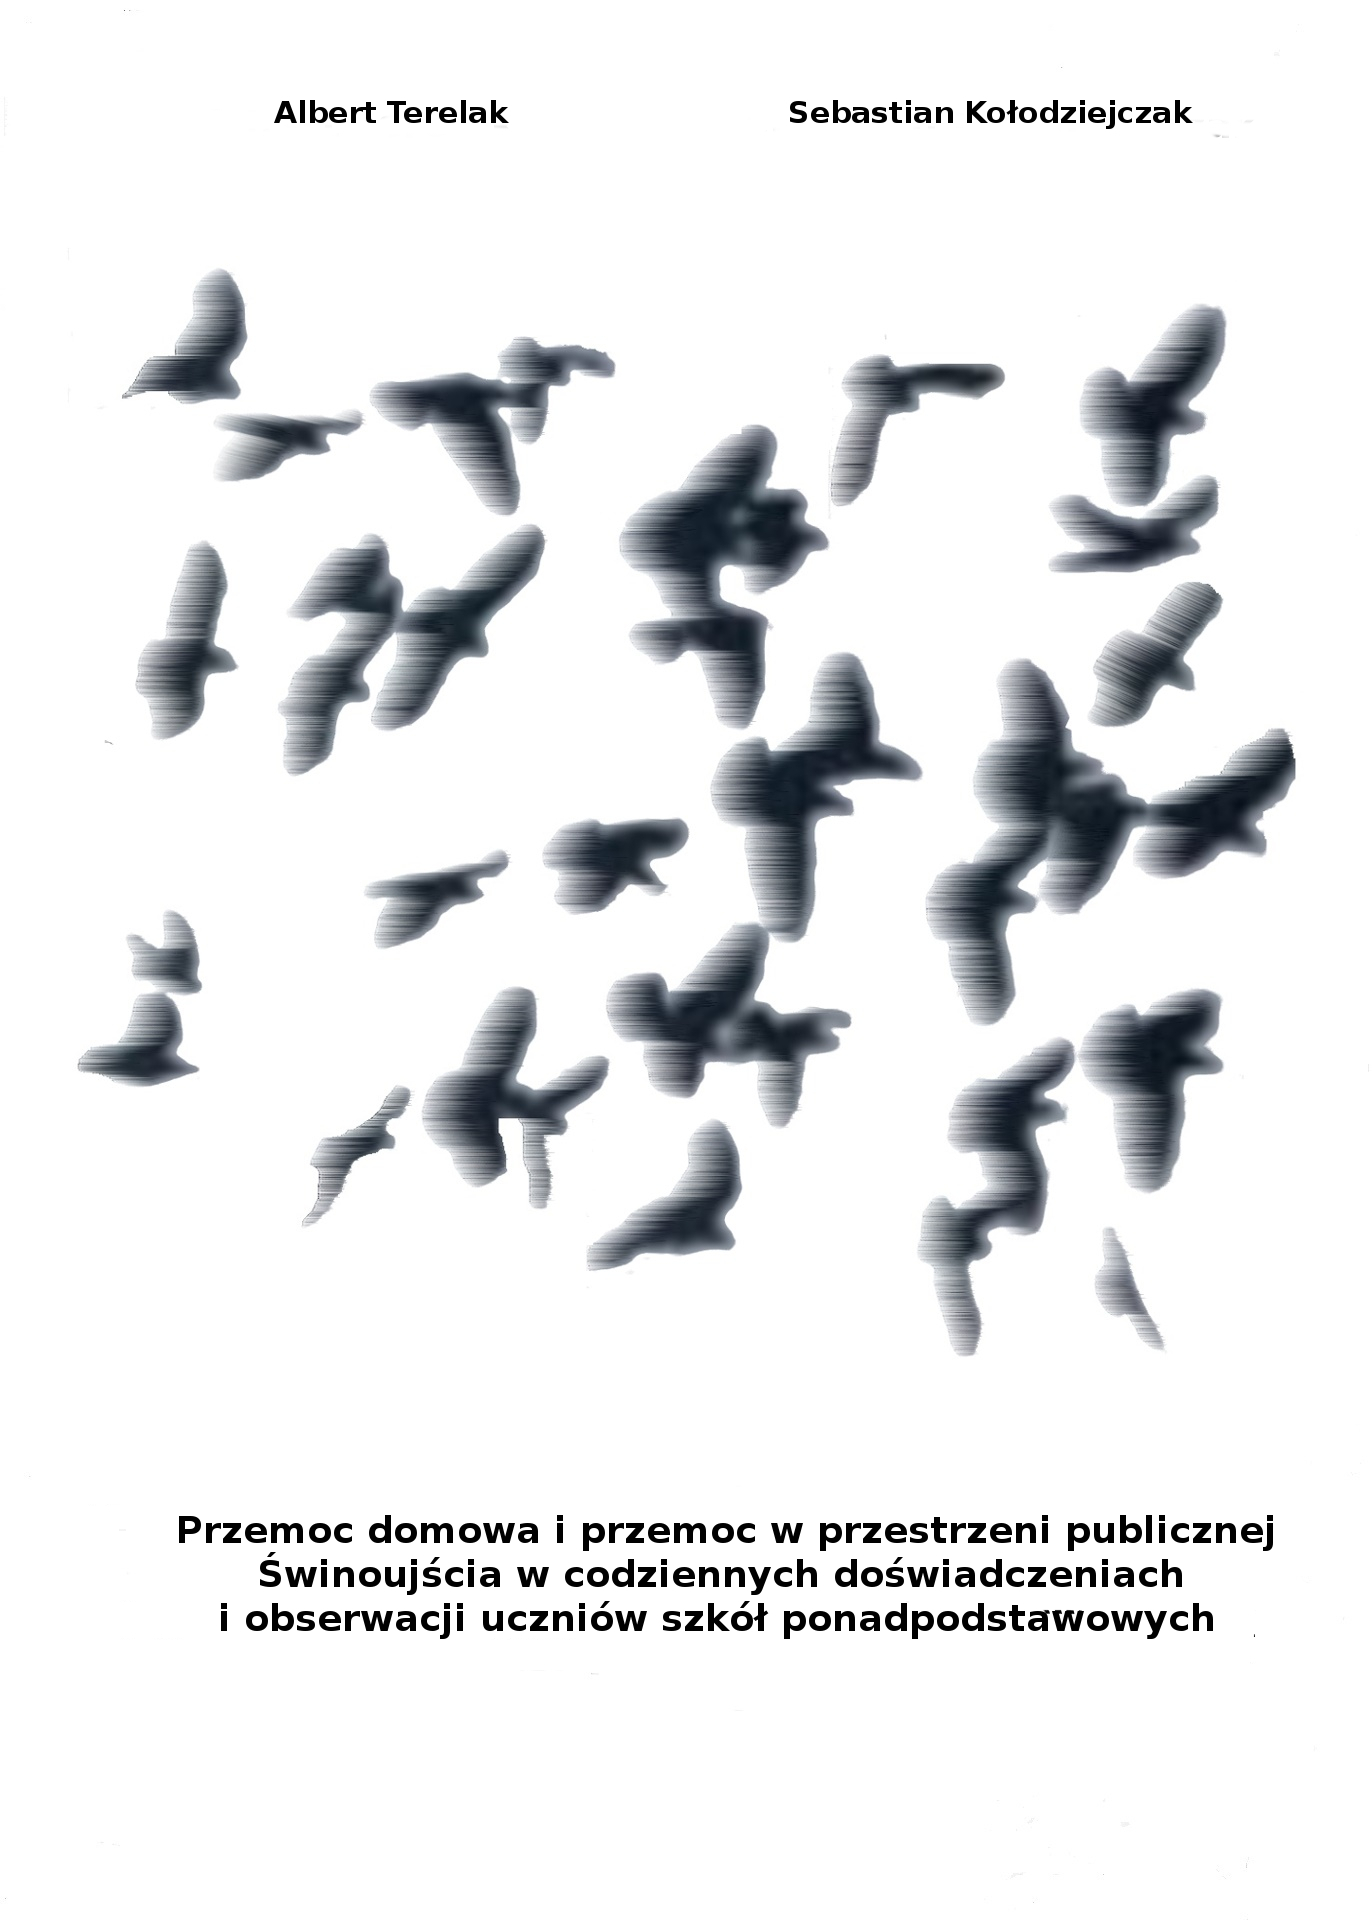 Albert Terelak Sebastian Kołodziejczak
Przemoc domowa i przemoc w przestrzeni publicznej
Świnoujścia w codziennych doświadczeniach
i obserwacji uczniów szkół ponadpodstawowych